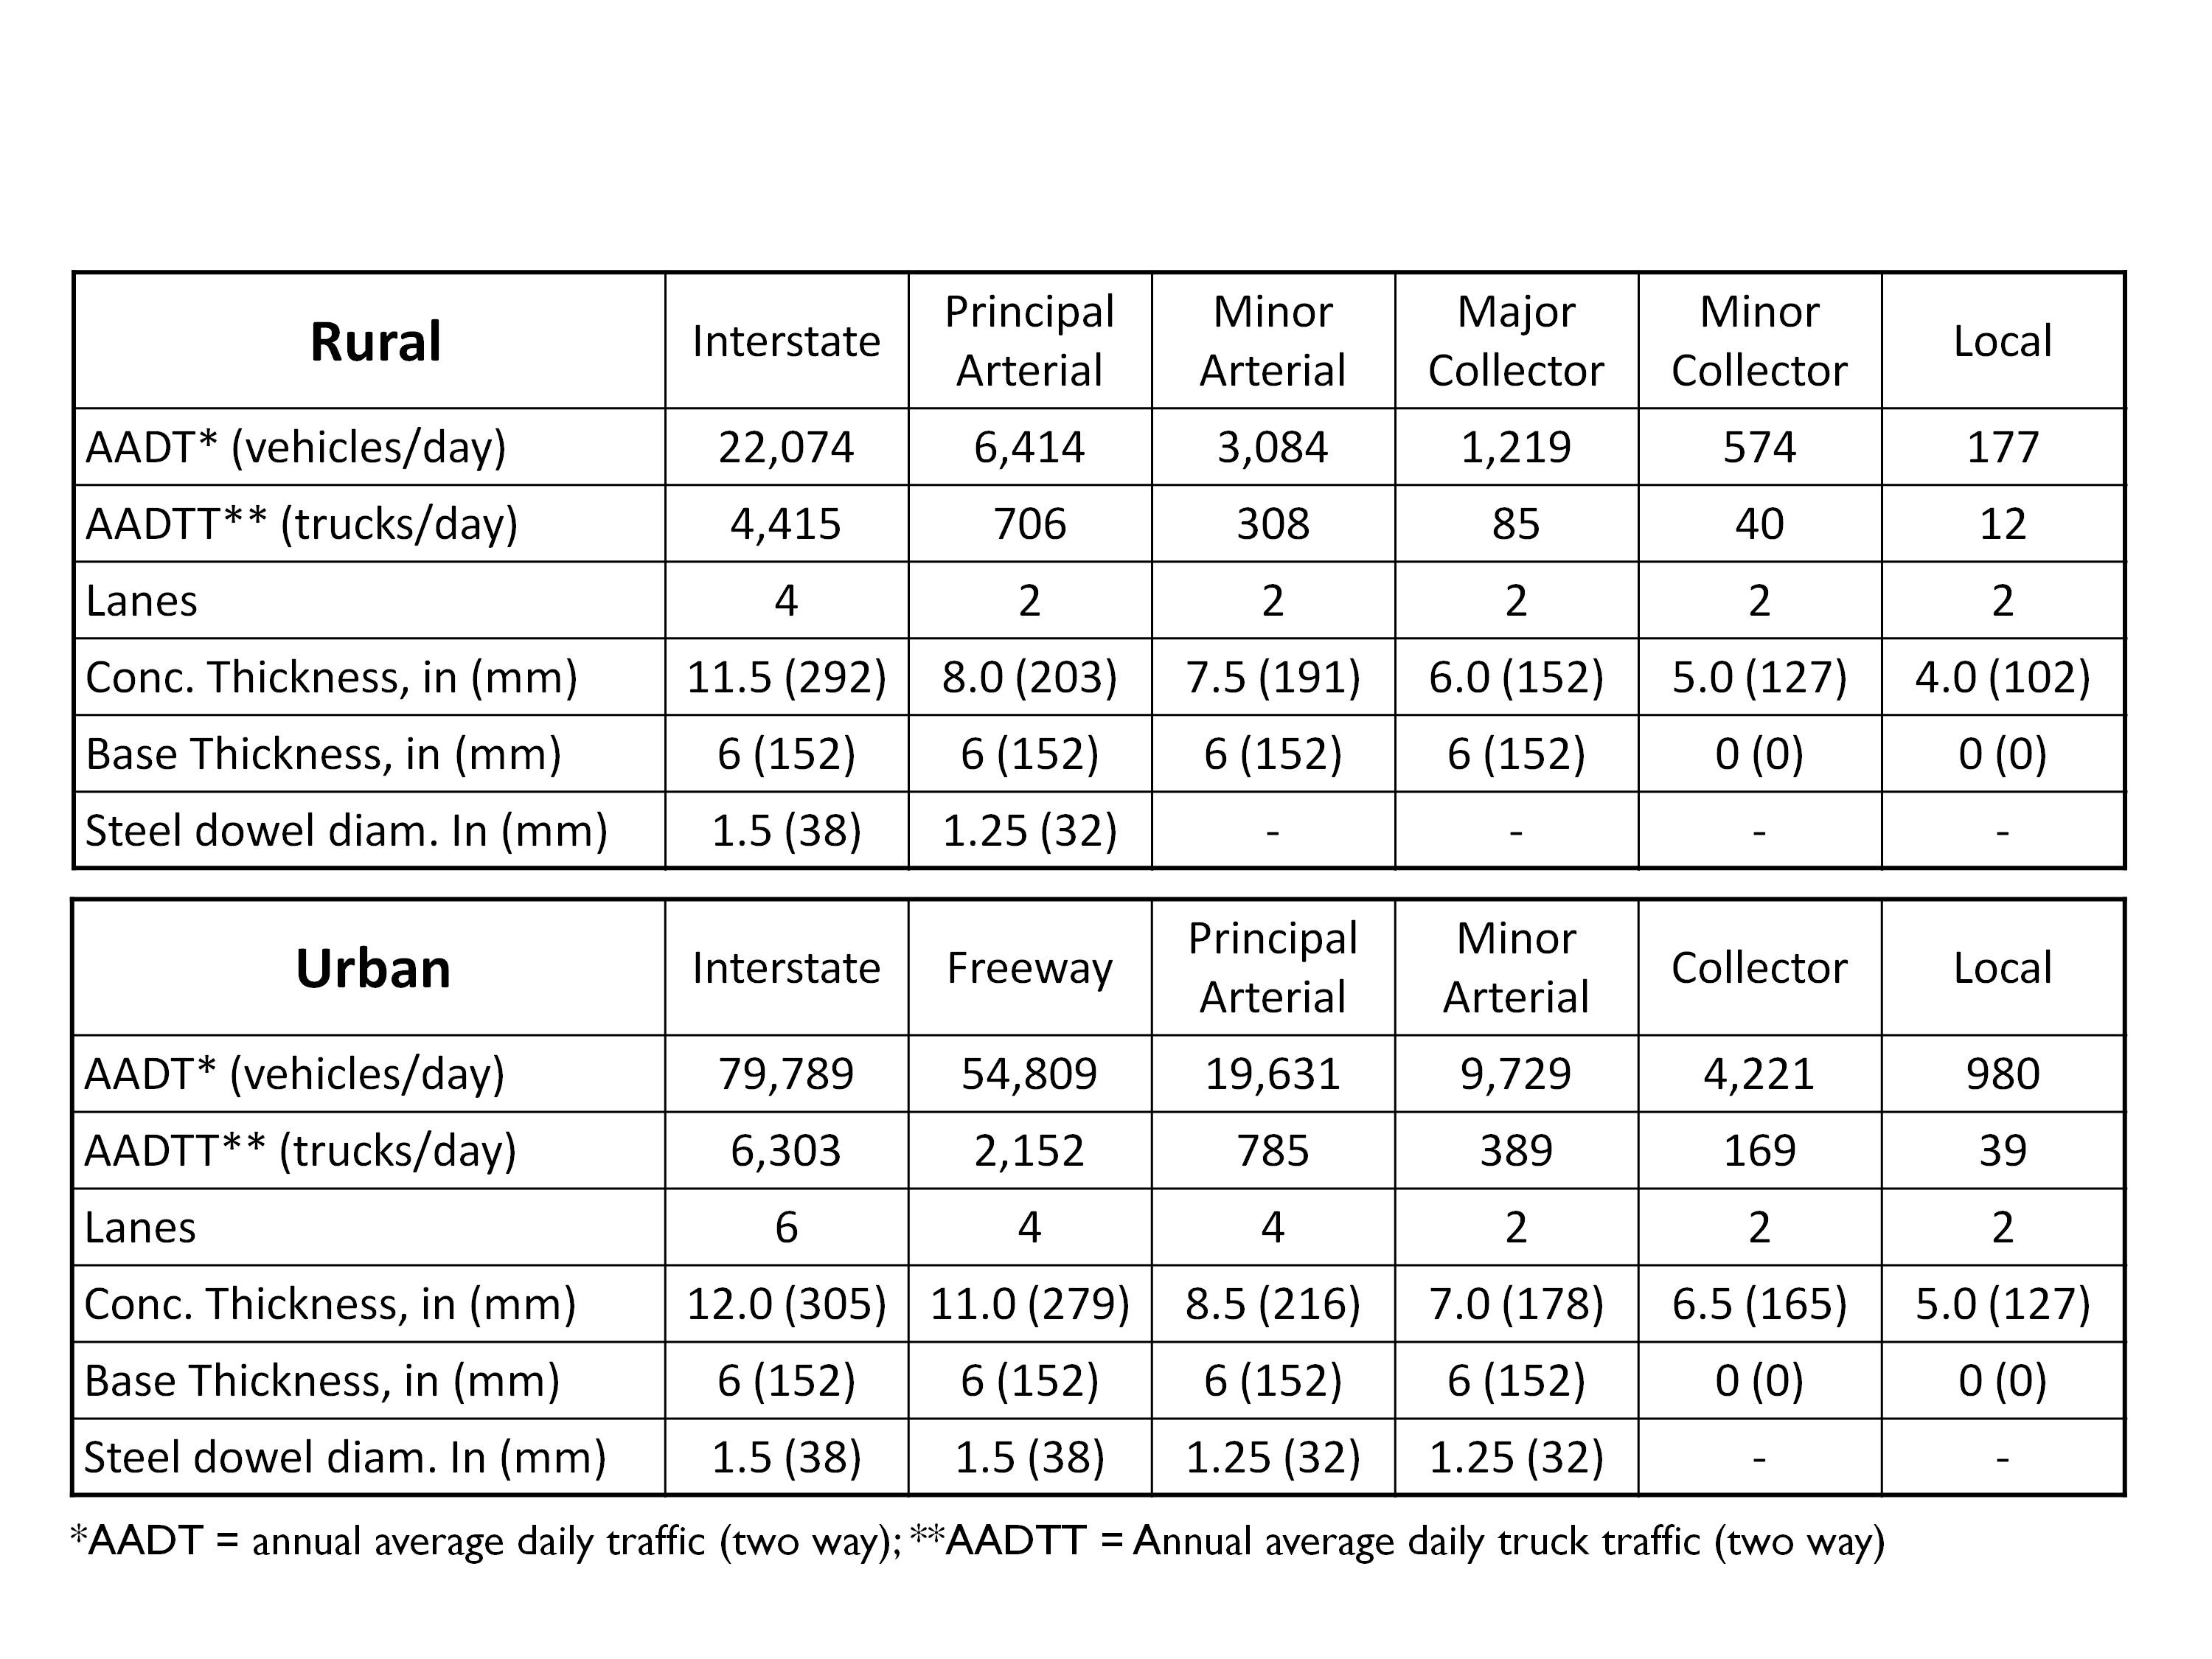 Rural Interstate Principal Arterial Minor Arterial Major Collector Minor Collector Local
AADT* (vehicles/day) 22,074 6,414 3,084 1,219 574 177
AADTT** (trucks/day) 4,415 706 308 85 40 12
Lanes 4 2 2 2 2 2
Conc. Thickness, in (mm) 11.5 (292) 8.0 (203) 7.5 (191) 6.0 (152) 5.0 (127) 4.0 (102)
Base Thickness, in (mm) 6 (152) 6 (152) 6 (152) 6 (152) 0 (0) 0 (0)
Steel dowel diam. In (mm) 1.5 (38) 1.25 (32) - - - -
Urban Interstate Freeway Principal Arterial Minor Arterial Collector Local
AADT* (vehicles/day) 79,789 54,809 19,631 9,729 4,221 980
AADTT** (trucks/day) 6,303 2,152 785 389 169 39
Lanes 6 4 4 2 2 2
Conc. Thickness, in (mm) 12.0 (305) 11.0 (279) 8.5 (216) 7.0 (178) 6.5 (165) 5.0 (127)
Base Thickness, in (mm) 6 (152) 6 (152) 6 (152) 6 (152) 0 (0) 0 (0)
Steel dowel diam. In (mm) 1.5 (38) 1.5 (38) 1.25 (32) 1.25 (32) - -
*AADT = annual average daily traffic (two way); **AADTT = Annual average daily truck traffic (two way)